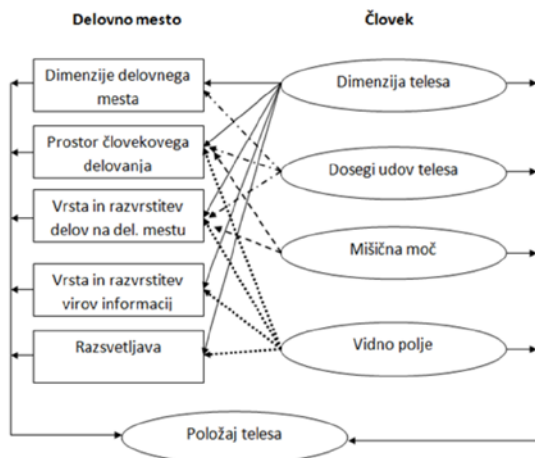 Delovno mesto
Človek
Dimenzije delovnega
mesta
Dimenzija telesa
Prostor človekovega
delovanja
Dosegi udov telesa
Vrsta in razvrstitev
delov na del. mestu
Mišična moč
Vrsta in razvrstitev
virov informacij
Razsvetljava
Vidno polje
Položaj telesa